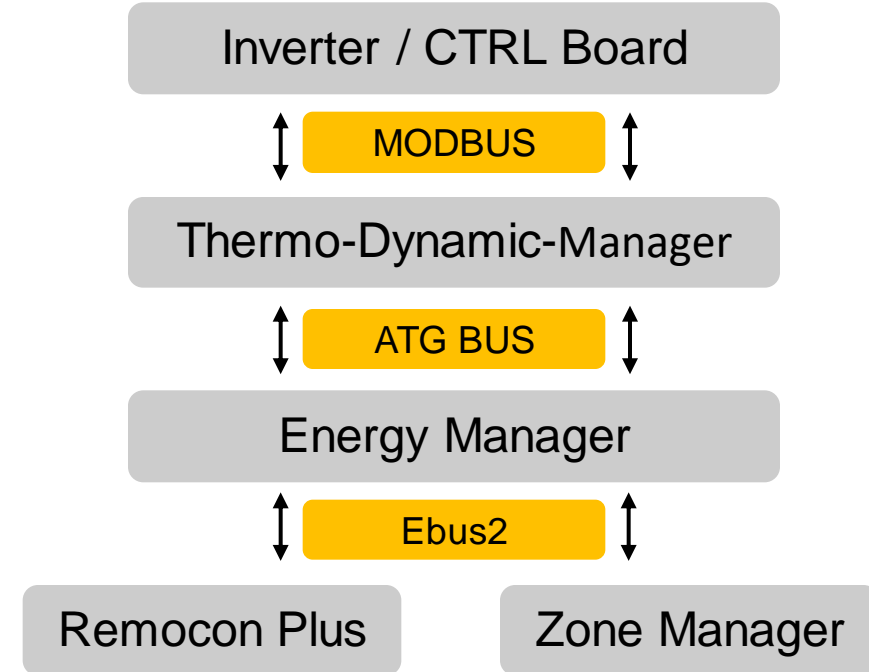 Inverter / CTRL Board
MODBUS
Thermo-Dynamic-Manager
ATG BUS
Energy Manager
Ebus2
Remocon Plus
Zone Manager